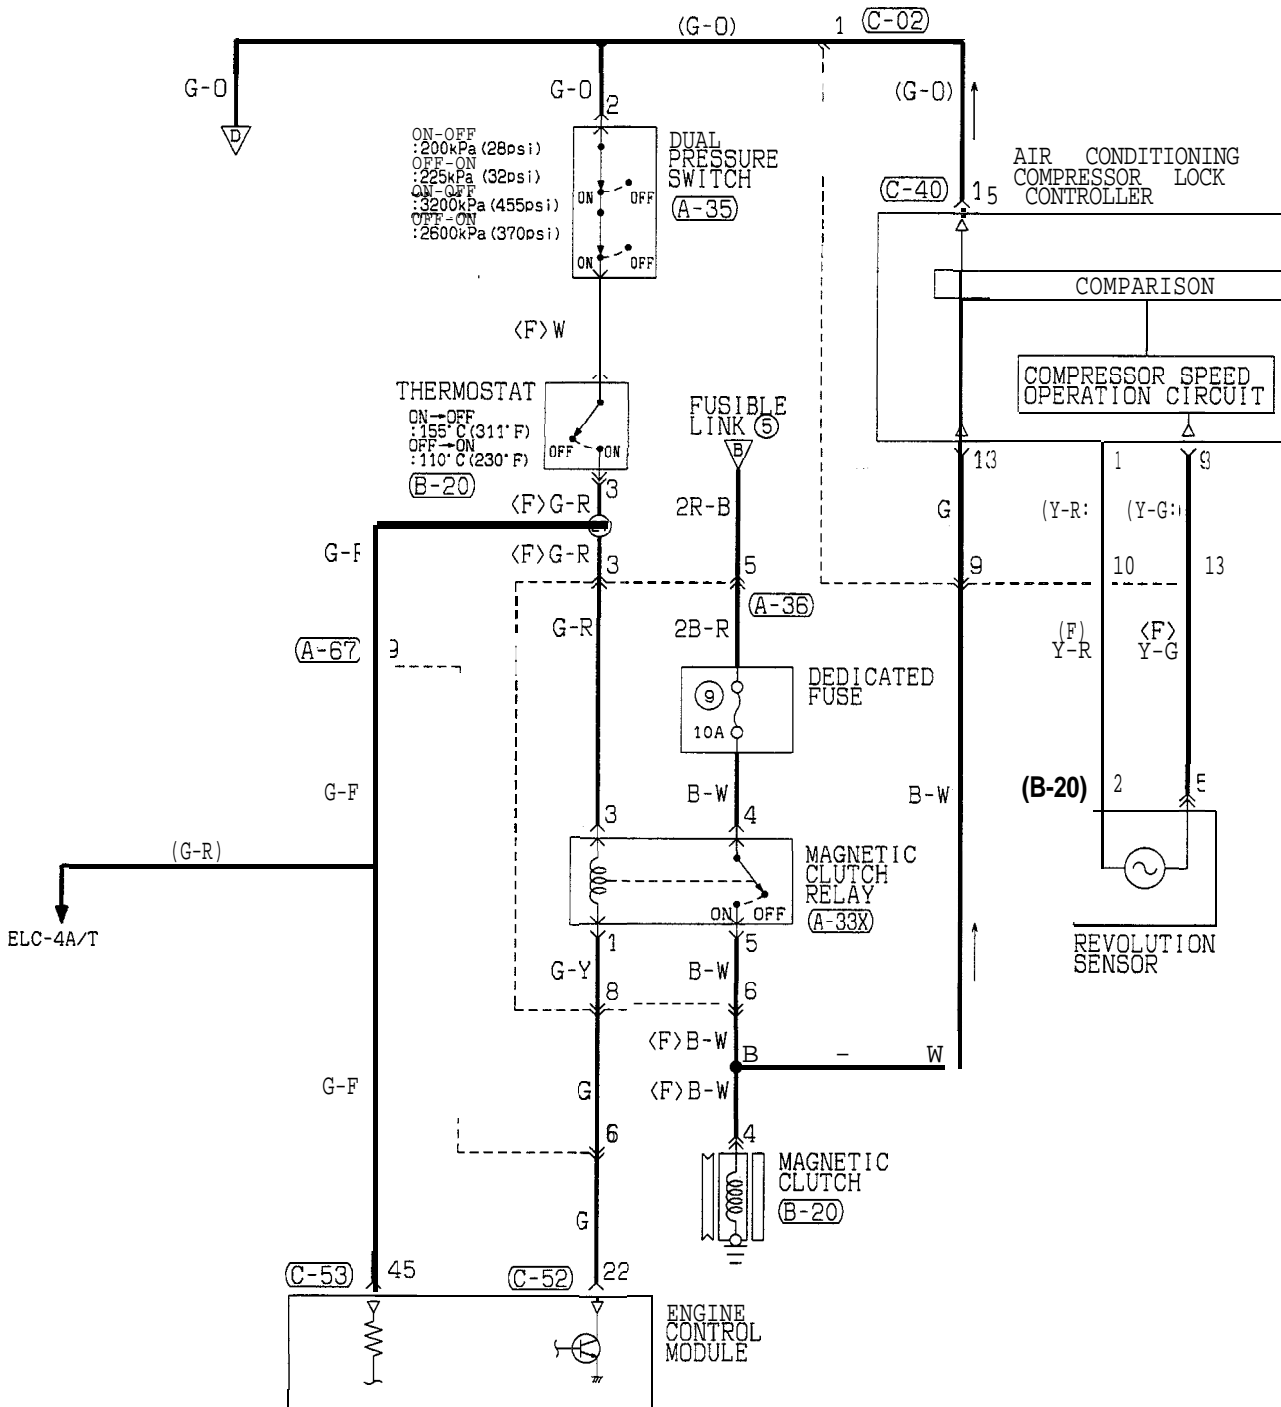 (G-O) 1 C-02
G-O
G-O
2
(G-O)
D
ON-OFF
:200kPa(28psi)
OFF-ON
:225kPa(32psi)
ON-OFF
:3200kPa(455psi)
OFF-ON
:2600kPa(370psi)
ON OFF
ON OFF
DUAL
PRESSURE
SWITCH
A-35
AIR CONDITIONING
COMPRESSOR LOCK
CONTROLLER
C-40 15
COMPARISON
COMPRESSOR SPEED
OPERATION CIRCUIT
<F>W
THERMOSTAT
ON→OFF
:155°C(311°F)
OFF→ON
:110°C(230°F)
B-20
OFF ON
3
FUSIBLE
LINK ⑤
B
13 1 9
<F>G-R
2R-B
G
(Y-R:
(Y-G:
G-F
<F>G-R
3
5
9
10
13
A-36
G-R
2B-R
(F)
Y-R
<F>
Y-G
A-67 9
DEDICATED
FUSE
⑨
10A
G-F
B-W
B-W
(B-20) 2 5
3
4
(G-R)
MAGNETIC
CLUTCH
RELAY
A-33X
ON OFF
ELC-4A/T
1
5
REVOLUTION
SENSOR
G-Y
B-W
8
6
<F>B-W
B - W
G-F
G
<F>B-W
6
4
MAGNETIC
CLUTCH
B-20
G
C-53 45
C-52 22
ENGINE
CONTROL
MODULE